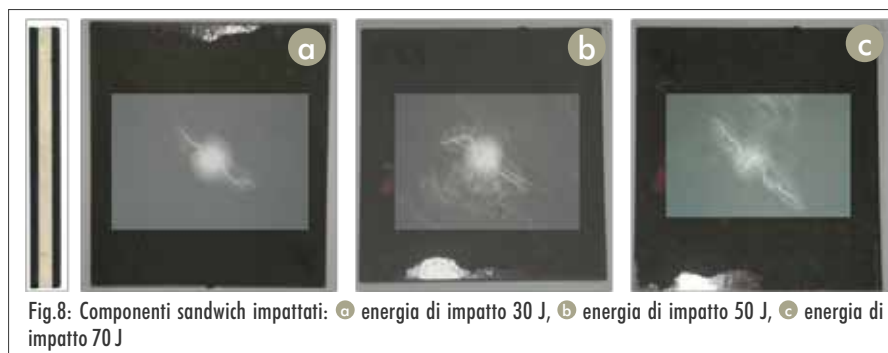 a
b
c
Fig.8: Componenti sandwich impattati: a energia di impatto 30 J, b energia di impatto 50 J, c energia di
impatto 70 J